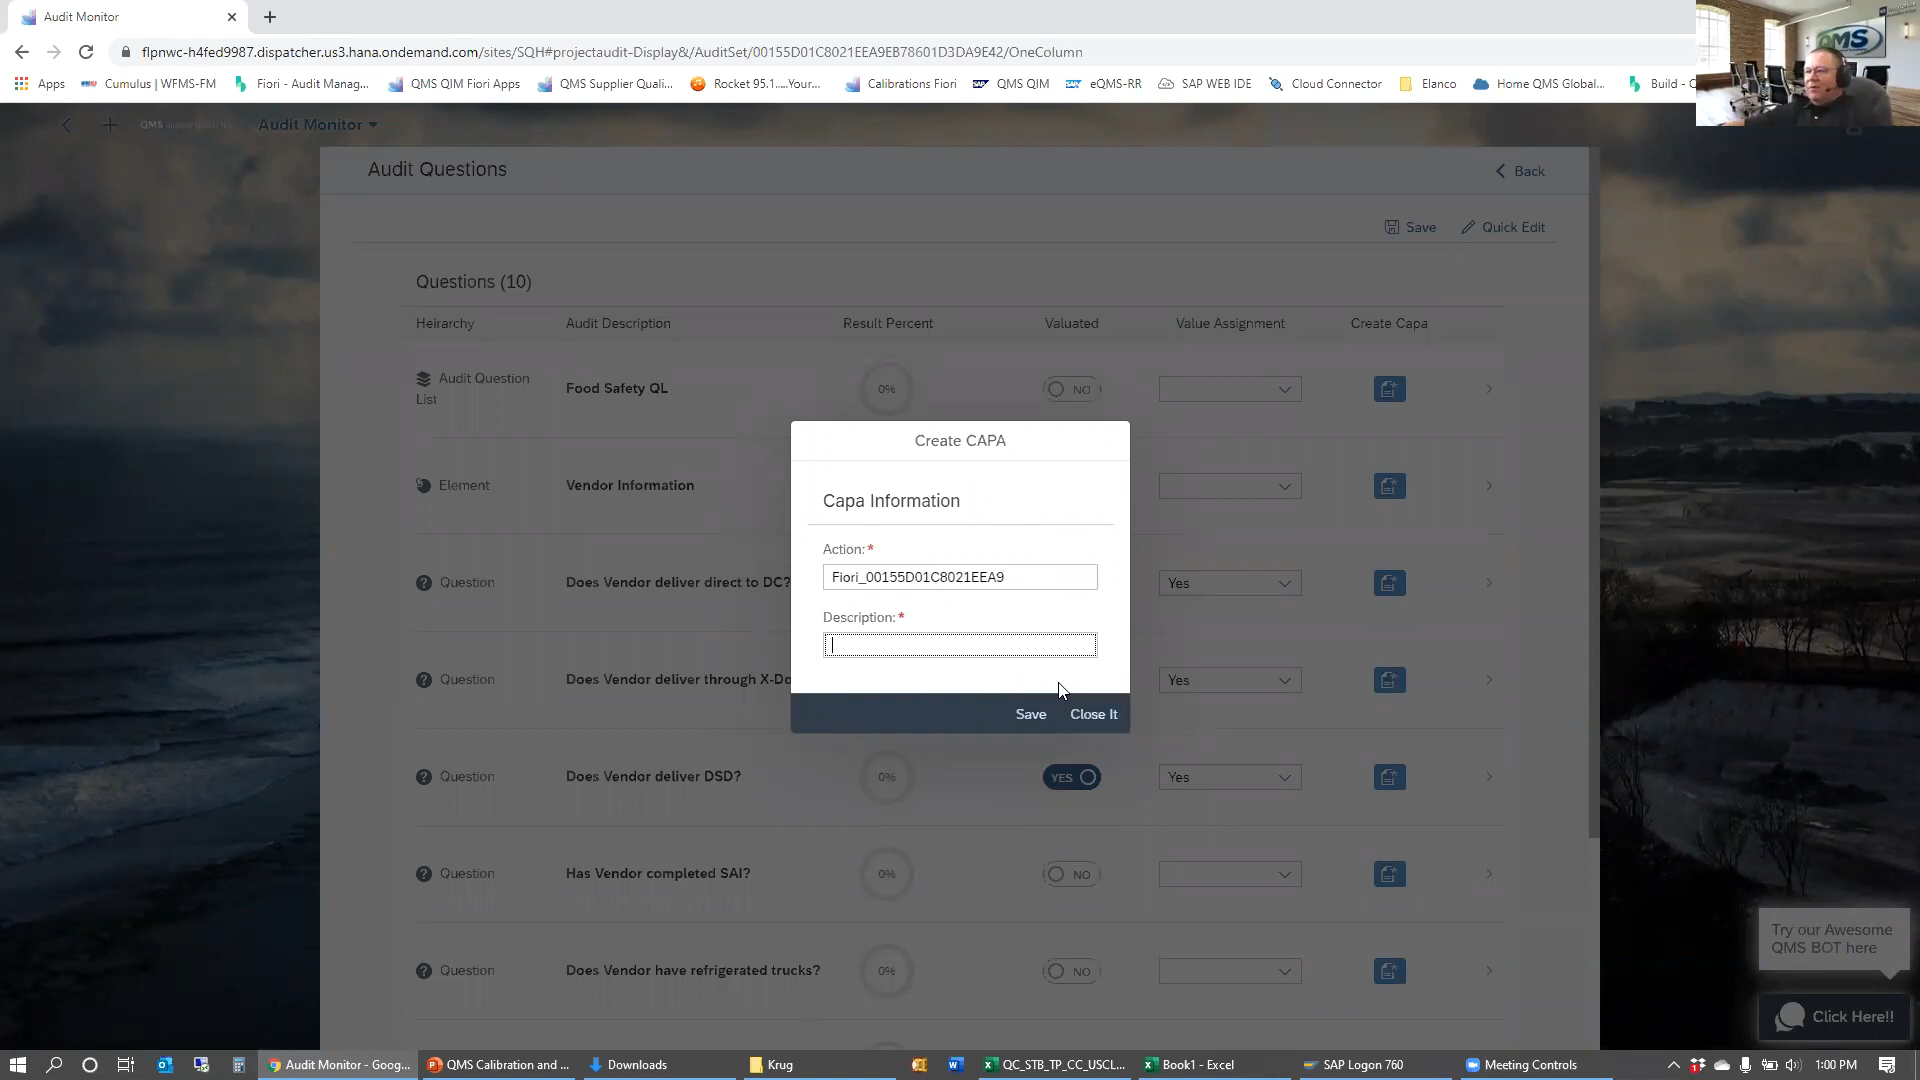 Audit Monitor
flpnwc-h4fed9987.dispatcher.us3.hana.ondemand.com/sites/SQH#projectaudit-Display&/AuditSet/00155D01C8021EEA9EB78601D3DA9E42/OneColumn
Apps Cumulus | WFMS-FM Fiori - Audit Manag... QMS QIM Fiori Apps QMS Supplier Quali... Rocket 95.1.....Your... Calibrations Fiori QMS QIM eQMS-RR SAP WEB IDE Cloud Connector Elanco Home QMS Global... Build - C
QMS Audit Monitor
Audit Questions
Back
Save Quick Edit
Questions (10)
Heirarchy Audit Description Result Percent Valuated Value Assignment Create Capa
Audit Question List Food Safety QL 0% NO
Element Vendor Information
Question Does Vendor deliver direct to DC? Yes
Question Does Vendor deliver through X-Do Yes
Question Does Vendor deliver DSD? 0% YES Yes
Question Has Vendor completed SAI? 0% NO
Question Does Vendor have refrigerated trucks? 0% NO
Create CAPA
Capa Information
Action:*
Fiori_00155D01C8021EEA9
Description:*
Save Close It
Try our Awesome
QMS BOT here
Click Here!!
Audit Monitor - Goog... QMS Calibration and ... Downloads Krug QC_STB_TP_CC_USCL... Book1 - Excel SAP Logon 760 Meeting Controls 1:00 PM